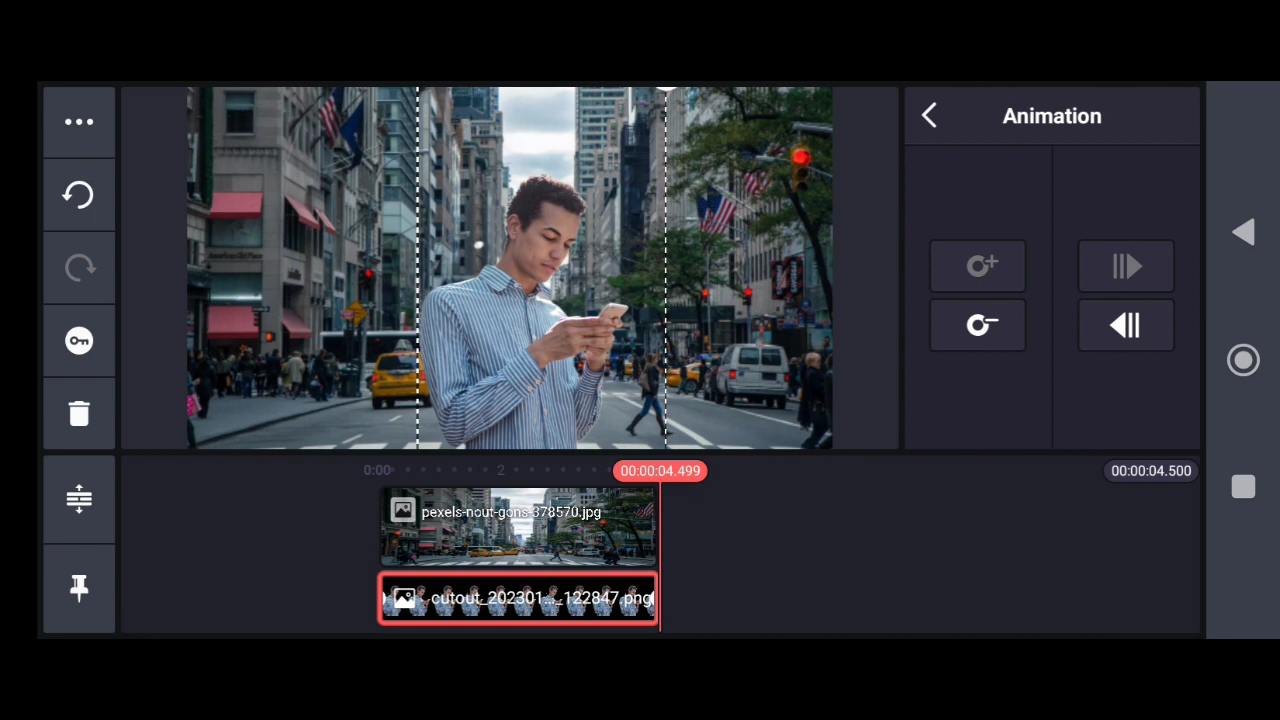 Animation
0:00
2
00:00:04.499
00:00:04.500
pexels-nout-gons-378570.jpg
cutout_202301..._122847.png